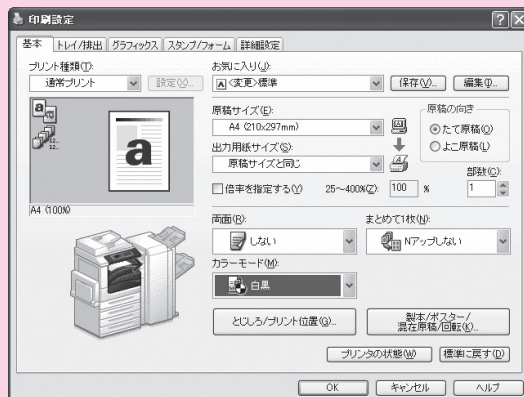 印刷設定
基本 トレイ/排出 グラフィックス スタンプ/フォーム 詳細設定
プリント種類(T):
通常プリント 設定(X)...
お気に入り(J):
<変更>標準 保存(V)... 編集(I)...
原稿サイズ(E):
A4 (210x297mm)
出力用紙サイズ(S):
原稿サイズと同じ
倍率を指定する(Y) 25~400%(Z): 100 %
原稿の向き
たて原稿(O)
よこ原稿(L)
部数(C):
1
A4 (100%)
両面(R):
しない
まとめて1枚(N):
Nアップしない
カラーモード(M):
白黒
とじしろ/プリント位置(G)...
製本/ポスター/
混在原稿/回転(K)...
プリンタの状態(W) 標準に戻す(D)
OK キャンセル ヘルプ